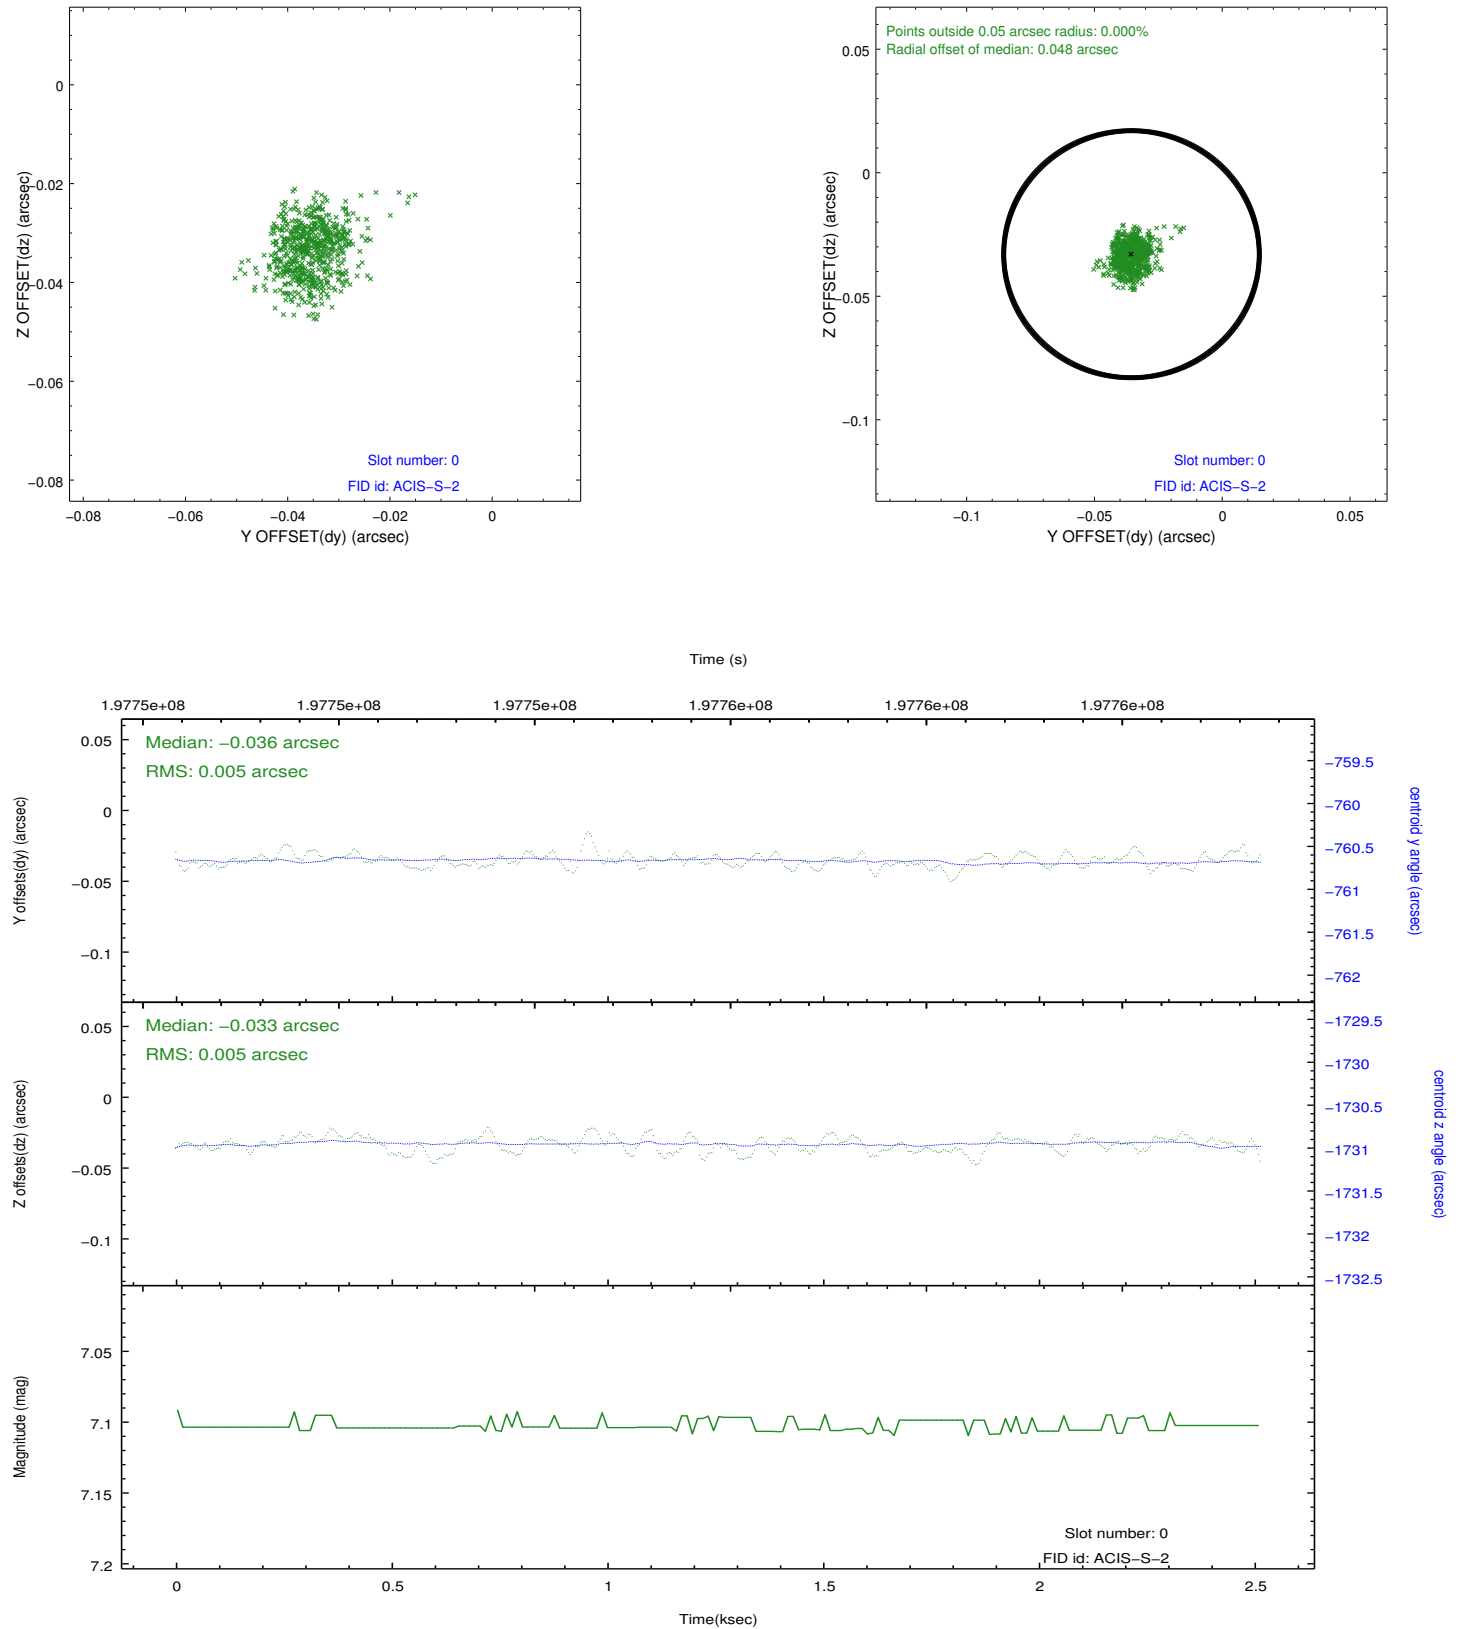 0
−0.02
−0.04
−0.06
−0.08
Z OFFSET(dz) (arcsec)
Slot number: 0
FID id: ACIS−S−2
−0.08 −0.06 −0.04 −0.02 0
Y OFFSET(dy) (arcsec)
Points outside 0.05 arcsec radius: 0.000%
Radial offset of median: 0.048 arcsec
0.05
0
−0.05
−0.1
Z OFFSET(dz) (arcsec)
Slot number: 0
FID id: ACIS−S−2
−0.1 −0.05 0 0.05
Y OFFSET(dy) (arcsec)
Time (s)
1.9775e+08 1.9775e+08 1.9775e+08 1.9776e+08 1.9776e+08 1.9776e+08
Median: −0.036 arcsec
RMS: 0.005 arcsec
0.05
0
−0.05
−0.1
Y offsets(dy) (arcsec)
−759.5
−760
−760.5
−761
−761.5
−762
centroid y angle (arcsec)
Median: −0.033 arcsec
RMS: 0.005 arcsec
0.05
0
−0.05
−0.1
Z offsets(dz) (arcsec)
−1729.5
−1730
−1730.5
−1731
−1731.5
−1732
−1732.5
centroid z angle (arcsec)
7.05
7.1
7.15
7.2
Magnitude (mag)
Slot number: 0
FID id: ACIS−S−2
0 0.5 1 1.5 2 2.5
Time(ksec)